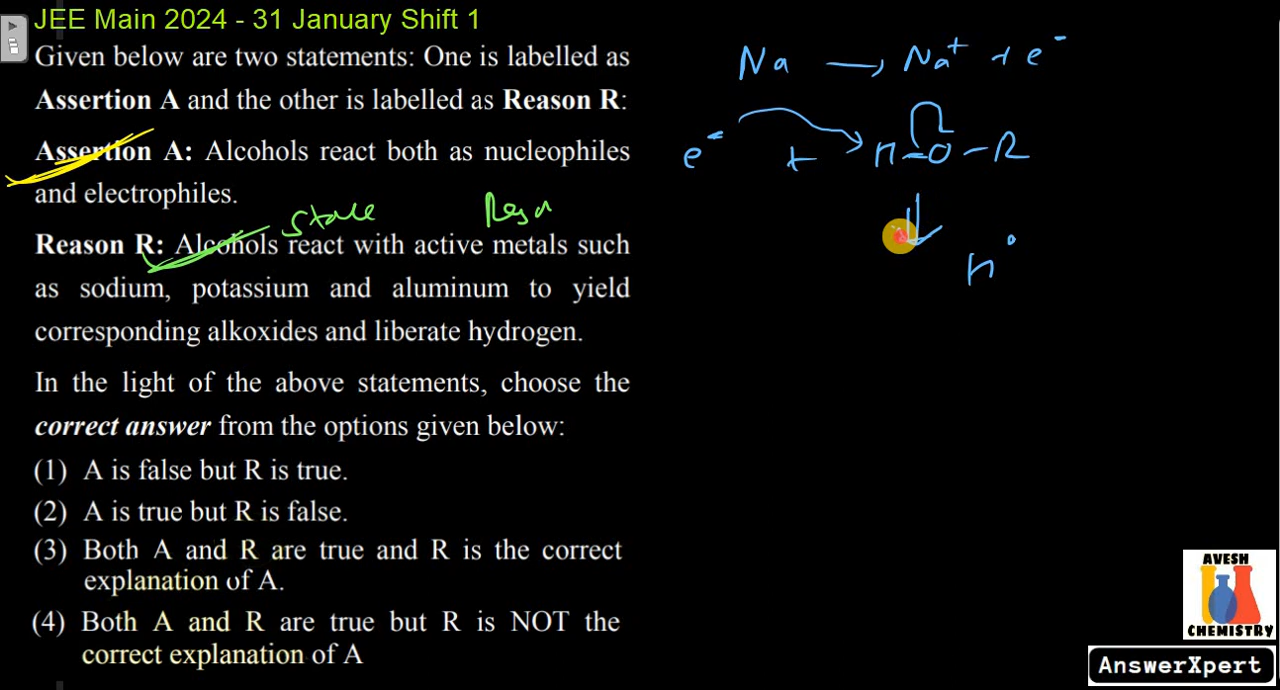 JEE Main 2024 - 31 January Shift 1
Given below are two statements: One is labelled as
Assertion A and the other is labelled as Reason R:
Assertion A: Alcohols react both as nucleophiles
and electrophiles.
Reason R: Alcohols react with active metals such
as sodium, potassium and aluminum to yield
corresponding alkoxides and liberate hydrogen.
In the light of the above statements, choose the
correct answer from the options given below:
(1) A is false but R is true.
(2) A is true but R is false.
(3) Both A and R are true and R is the correct
explanation of A.
(4) Both A and R are true but R is NOT the
correct explanation of A
Na → Na⁺ + e⁻
e⁻ + H-O-R
H°
AVESH
CHEMISTRY
AnswerXpert